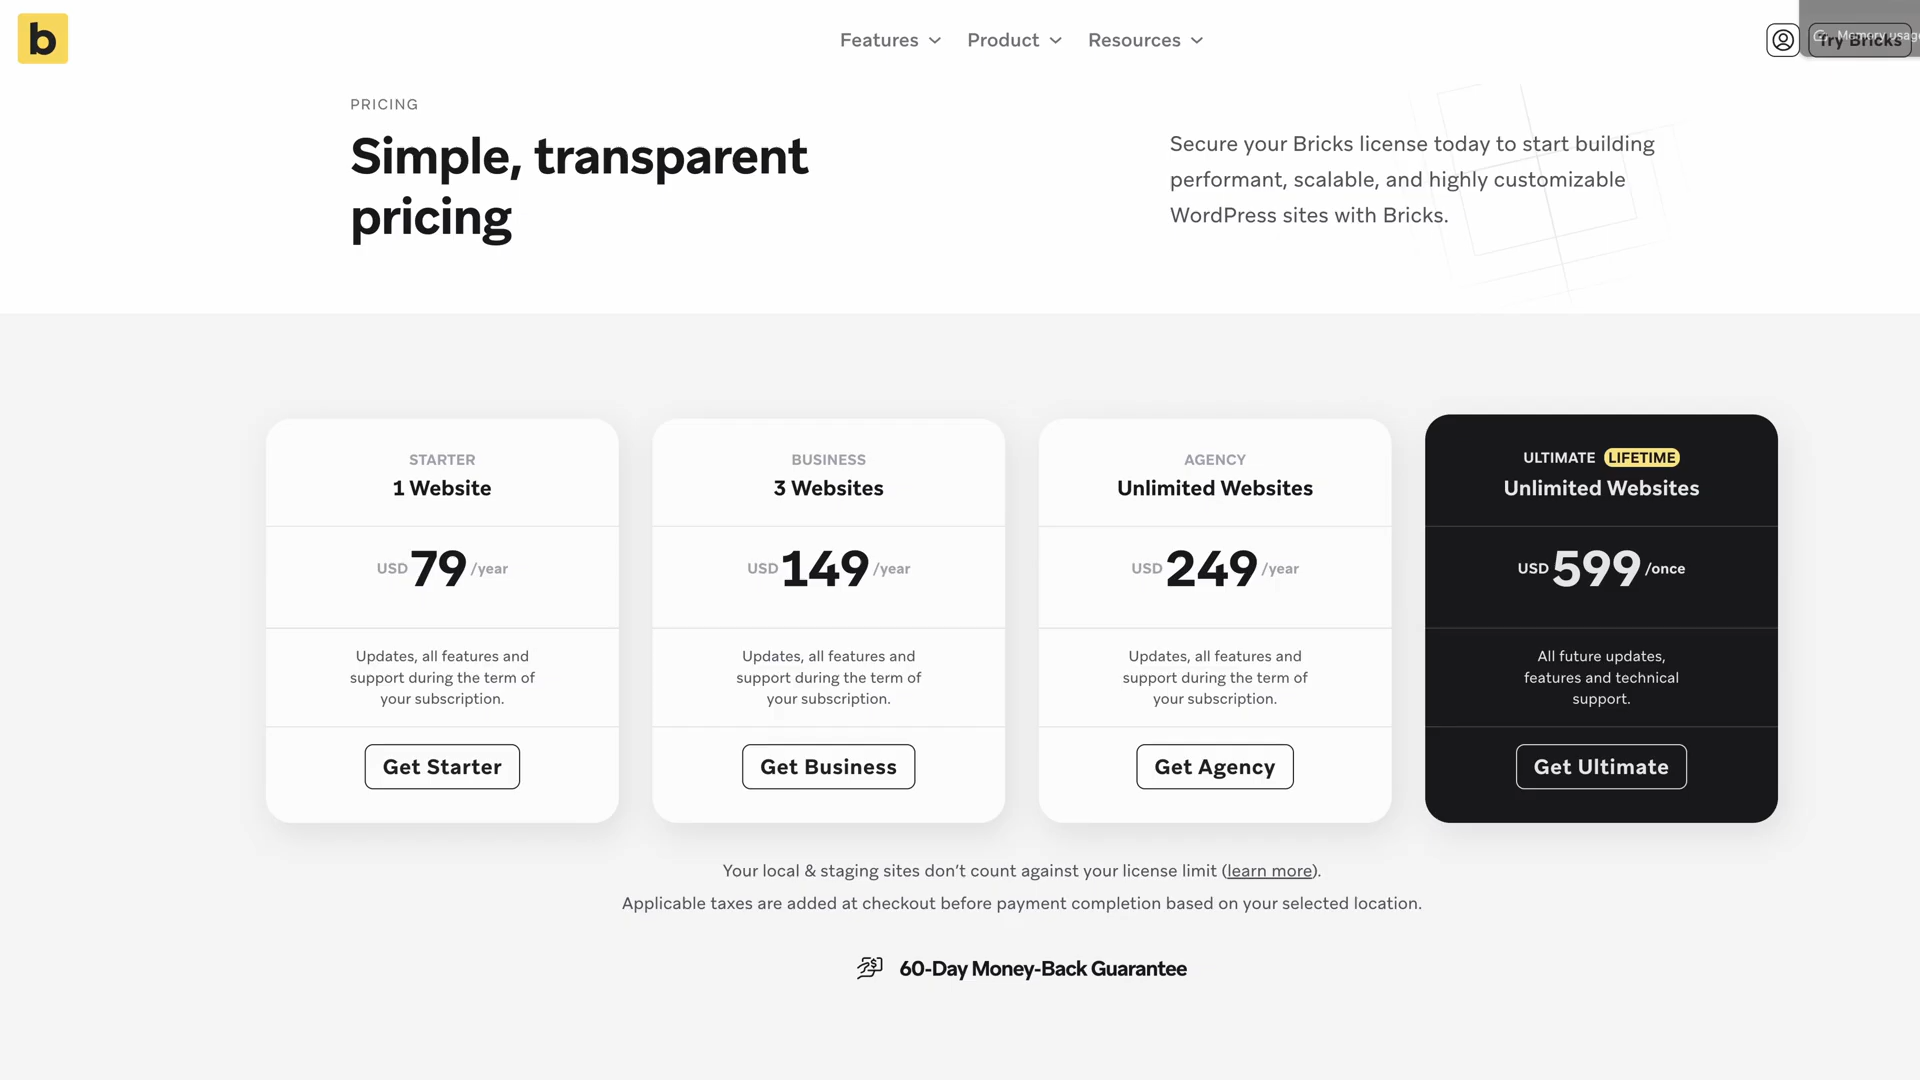 b
Features
Product
Resources
Try Bricks
Memory usag
PRICING
Simple, transparent
pricing
Secure your Bricks license today to start building
performant, scalable, and highly customizable
WordPress sites with Bricks.
STARTER
1 Website
USD 79 /year
Updates, all features and
support during the term of
your subscription.
Get Starter
BUSINESS
3 Websites
USD 149 /year
Updates, all features and
support during the term of
your subscription.
Get Business
AGENCY
Unlimited Websites
USD 249 /year
Updates, all features and
support during the term of
your subscription.
Get Agency
ULTIMATE LIFETIME
Unlimited Websites
USD 599 /once
All future updates,
features and technical
support.
Get Ultimate
Your local & staging sites don’t count against your license limit (learn more).
Applicable taxes are added at checkout before payment completion based on your selected location.
60-Day Money-Back Guarantee